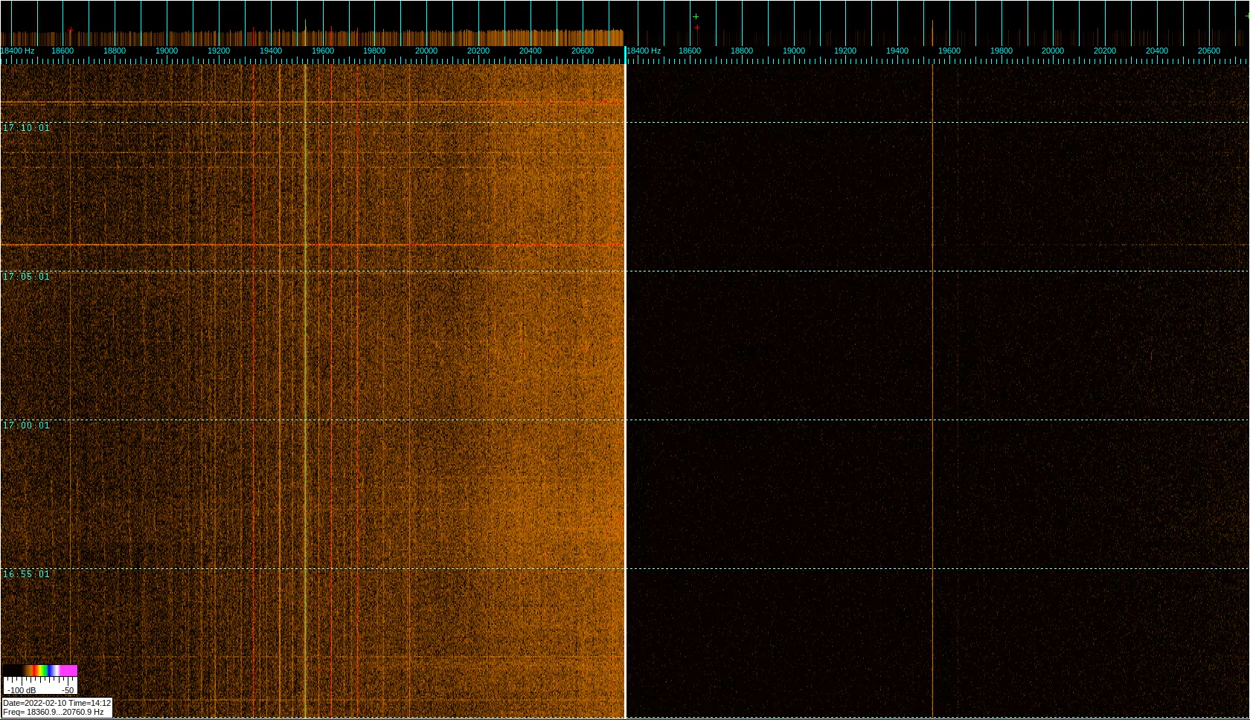 18400 Hz 18600 18800 19000 19200 19400 19600 19800 20000 20200 20400 20600
18400 Hz 18600 18800 19000 19200 19400 19600 19800 20000 20200 20400 20600
17:10:01
17:05:01
17:00:01
16:55:01
-100 dB -50
Date=2022-02-10 Time=14:12
Freq= 18360.9...20760.9 Hz